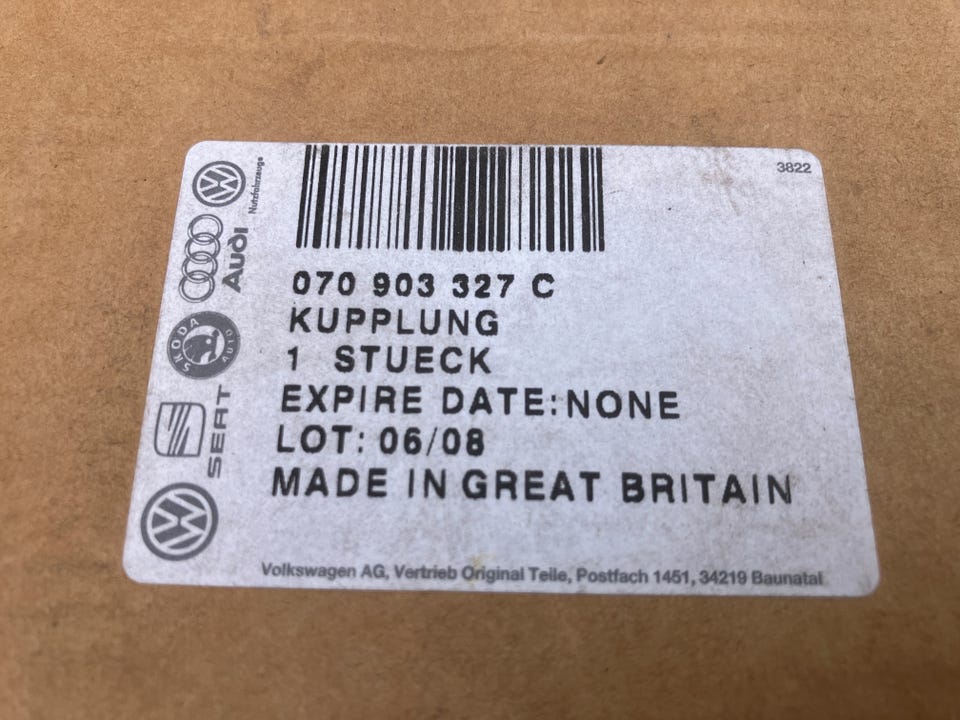 3822
070 903 327 C
KUPPLUNG
1 STUECK
EXPIRE DATE:NONE
LOT: 06/08
MADE IN GREAT BRITAIN
Volkswagen AG, Vertrieb Original Teile, Postfach 1451, 34219 Baunatal
Nutzfahrzeuge
Audi
SKODA
AUTO
SEAT